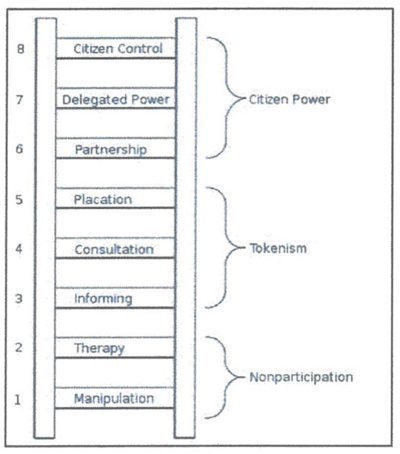 8 Citizen Control
7 Delegated Power
Citizen Power
6 Partnership
5 Placation
4 Consultation
Tokenism
3 Informing
2 Therapy
Nonparticipation
1 Manipulation